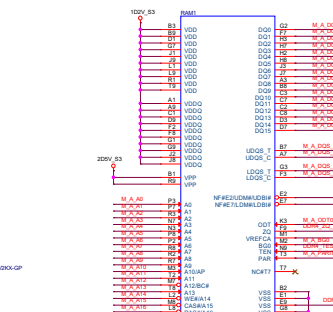 1D2V_S3
RAM1
B3 VDD DQ0 G2
B9 VDD DQ1 F7
D1 VDD DQ2 H3
G7 VDD DQ3 H7
J1 VDD DQ4 H2
J9 VDD DQ5 H8
L1 VDD DQ6 J3
L9 VDD DQ7 J7
R1 VDD DQ8 A3
T9 VDD DQ9 B8
DQ10 C3
A1 VDDQ DQ11 C7
A9 VDDQ DQ12 C2
C1 VDDQ DQ13 C8
D9 VDDQ DQ14 D3
F2 VDDQ DQ15 D7
F8 VDDQ
G1 VDDQ
G9 VDDQ UDQS_T B7 M_A_DQS_
J2 VDDQ UDQS_C A7 M_A_DQS_
J8 VDDQ
2D5V_S3
LDQS_T G3 M_A_DQS_
B1 VPP LDQS_C F3 M_A_DQS_
R9 VPP
NF#E2/UDM#/UDBI# E2
M_A_A0 P3 A0 NF#E7/LDM#/LDBI# E7
M_A_A1 P7 A1
M_A_A2 R3 A2
M_A_A3 N7 A3 ODT K3 M_A_ODT0
M_A_A4 N3 A4 ZQ F9
M_A_A5 P8 A5 VREFCA M1
M_A_A6 P2 A6 BG0 M2 M_A_BG0
M_A_A7 R8 A7 TEN N9
M_A_A8 R2 A8 PAR T3
M_A_A9 R7 A9
/2KX-GP M_A_A10 M3 A10/AP NC#T7 T7
M_A_A11 T2 A11
M_A_A12 M7 A12/BC#
M_A_A13 T8 A13 VSS B2
M_A_A14 L2 WE#/A14 VSS E1
M_A_A15 M8 CAS#/A15 VSS E9
M_A_A16 L8 VSS G8